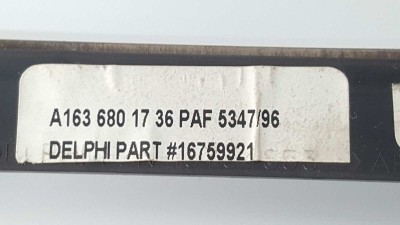 A163 680 17 36 PAF 5347/96
DELPHI PART #16759921